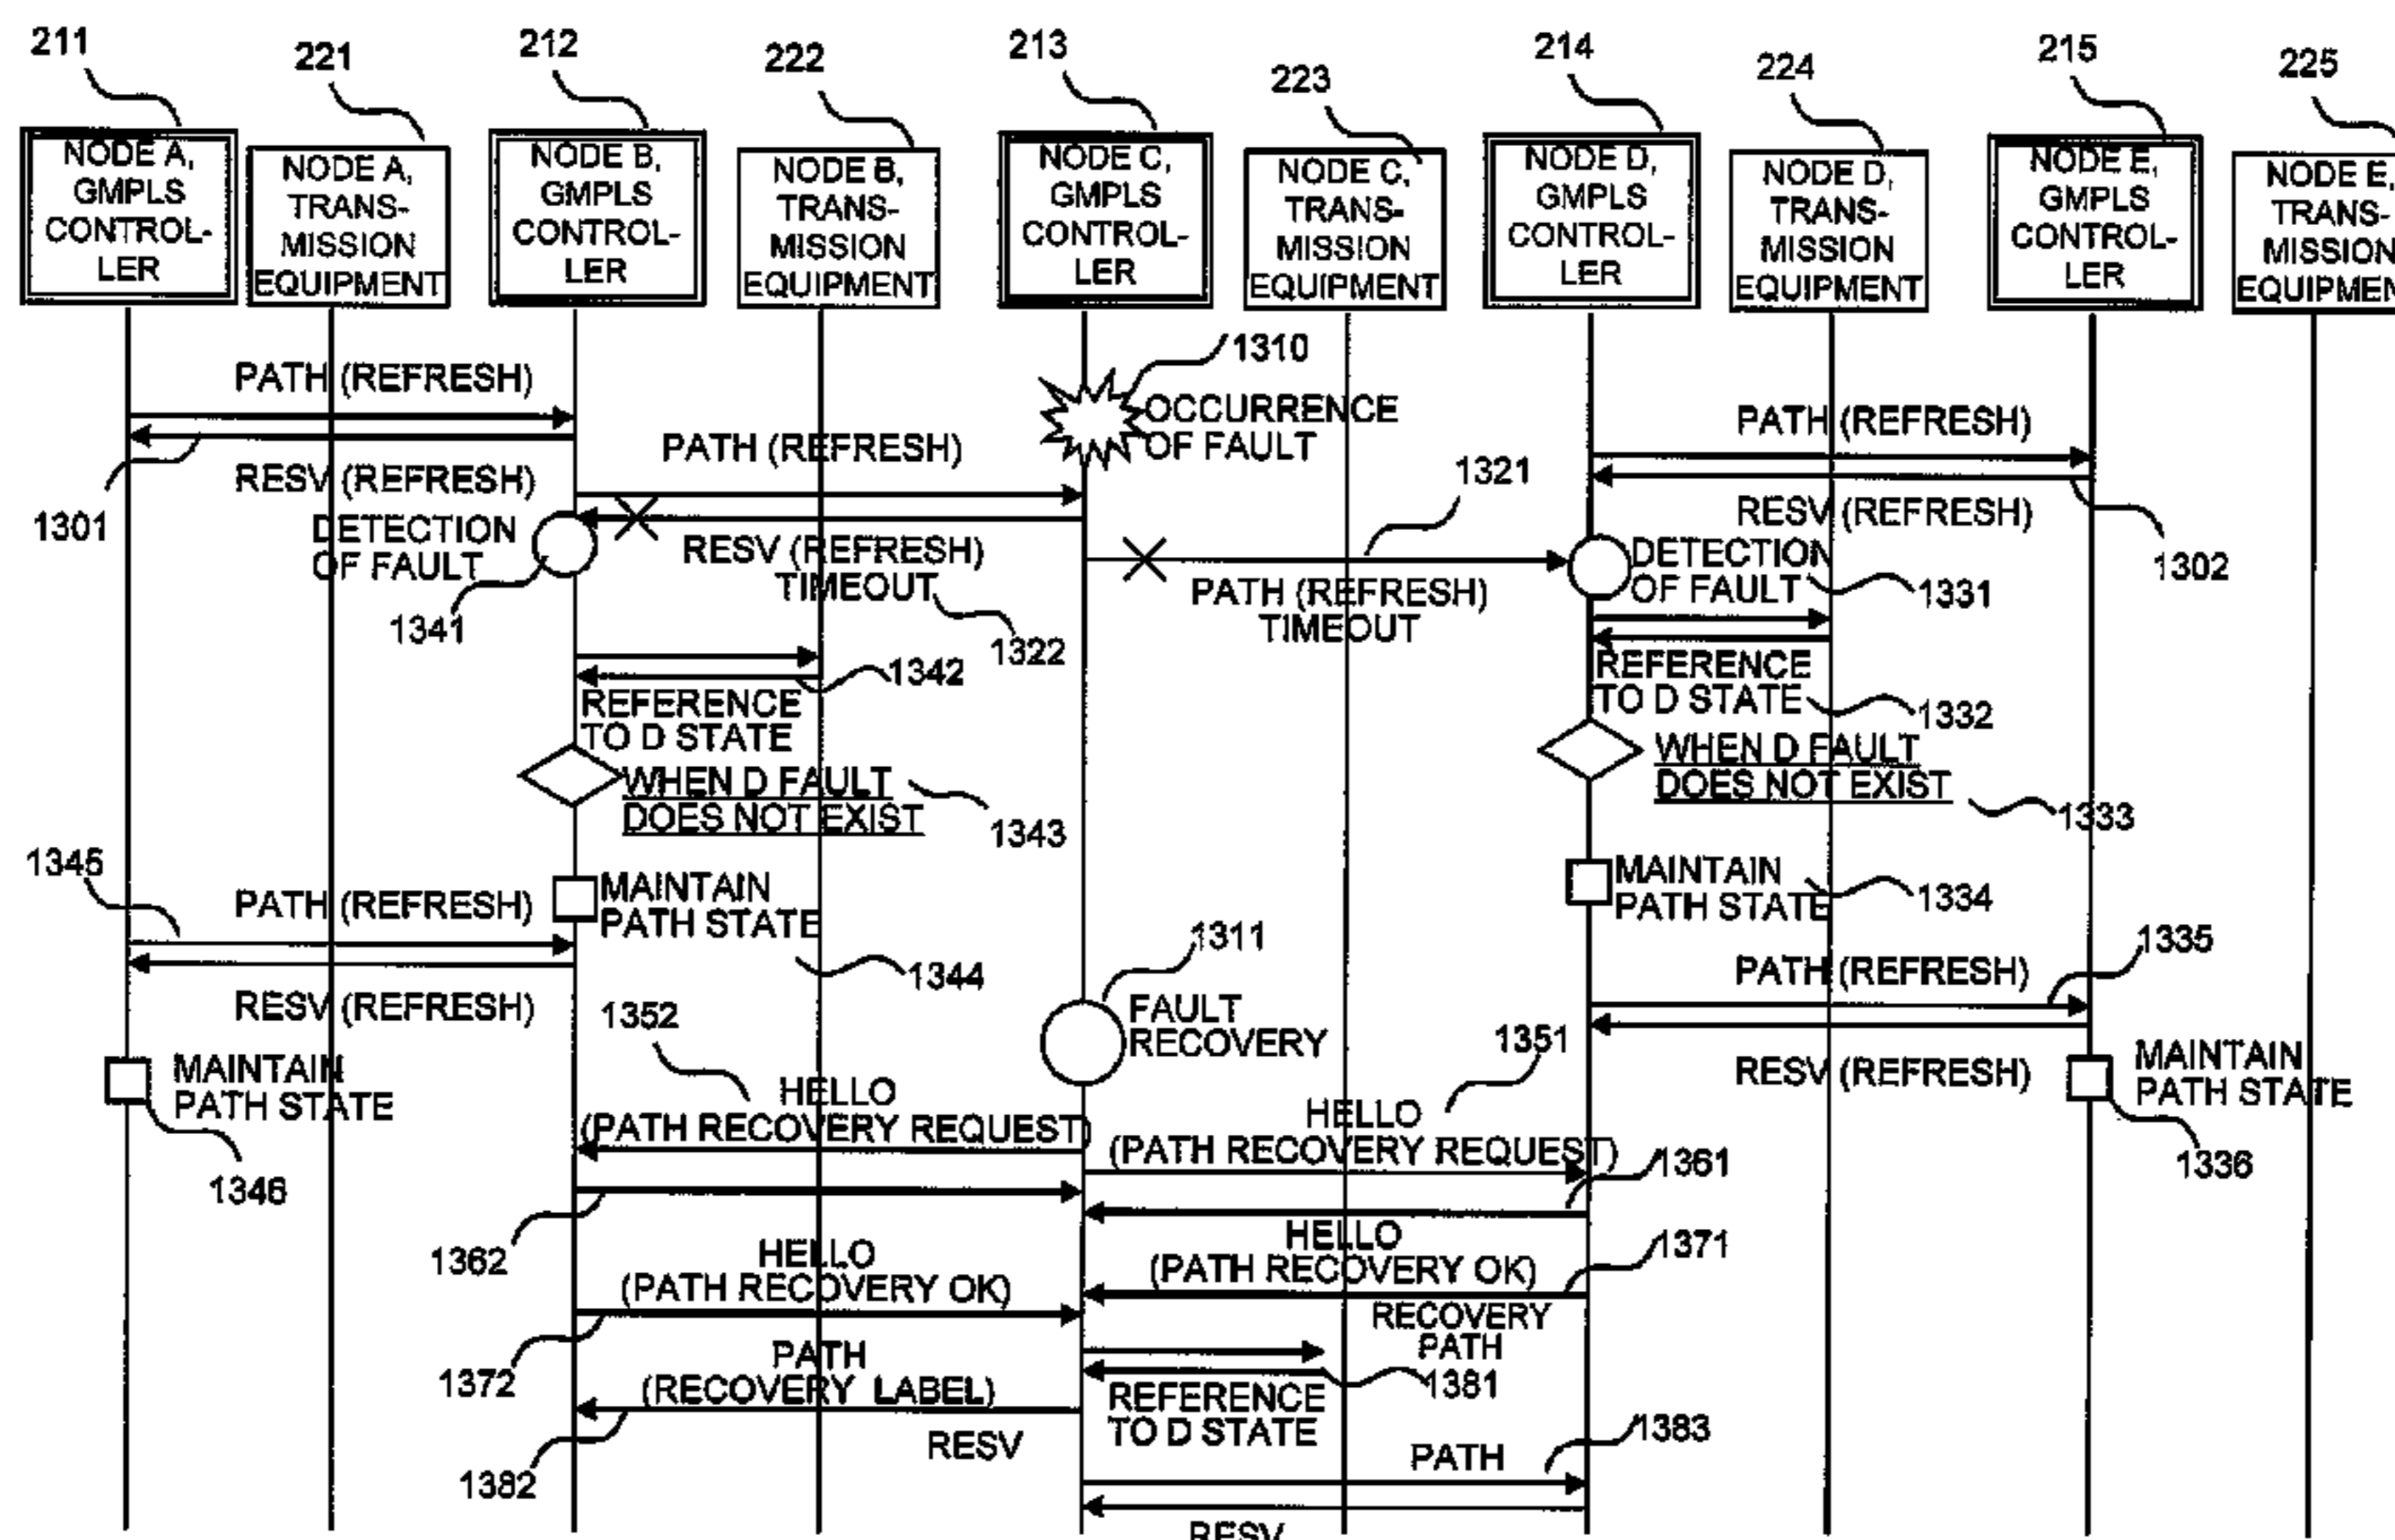 211
221
212
222
213
223
214
224
215
225
NODE A,
GMPLS
CONTROL-
LER
NODE A,
TRANS-
MISSION
EQUIPMENT
NODE B,
GMPLS
CONTROL-
LER
NODE B,
TRANS-
MISSION
EQUIPMENT
NODE C,
GMPLS
CONTROL-
LER
NODE C,
TRANS-
MISSION
EQUIPMENT
NODE D,
GMPLS
CONTROL-
LER
NODE D,
TRANS-
MISSION
EQUIPMENT
NODE E,
GMPLS
CONTROL-
LER
NODE E,
TRANS-
MISSION
EQUIPMEN
1310
OCCURRENCE
OF FAULT
PATH (REFRESH)
RESV (REFRESH)
1301
PATH (REFRESH)
PATH (REFRESH)
RESV (REFRESH)
1302
DETECTION
OF FAULT
1341
RESV (REFRESH)
TIMEOUT
1322
1321
PATH (REFRESH)
TIMEOUT
DETECTION
OF FAULT
1331
1342
REFERENCE
TO D STATE
REFERENCE
TO D STATE
1332
WHEN D FAULT
DOES NOT EXIST
1343
WHEN D FAULT
DOES NOT EXIST
1333
1345
PATH (REFRESH)
MAINTAIN
PATH STATE
1344
RESV (REFRESH)
MAINTAIN
PATH STATE
1334
1335
PATH (REFRESH)
RESV (REFRESH)
1311
FAULT
RECOVERY
MAINTAIN
PATH STATE
1346
MAINTAIN
PATH STATE
1336
1352
HELLO
(PATH RECOVERY REQUEST)
1351
HELLO
(PATH RECOVERY REQUEST)
1361
1362
HELLO
(PATH RECOVERY OK)
HELLO
(PATH RECOVERY OK)
1371
1372
RECOVERY
PATH
1381
REFERENCE
TO D STATE
PATH
(RECOVERY LABEL)
RESV
1382
1383
PATH
RESV